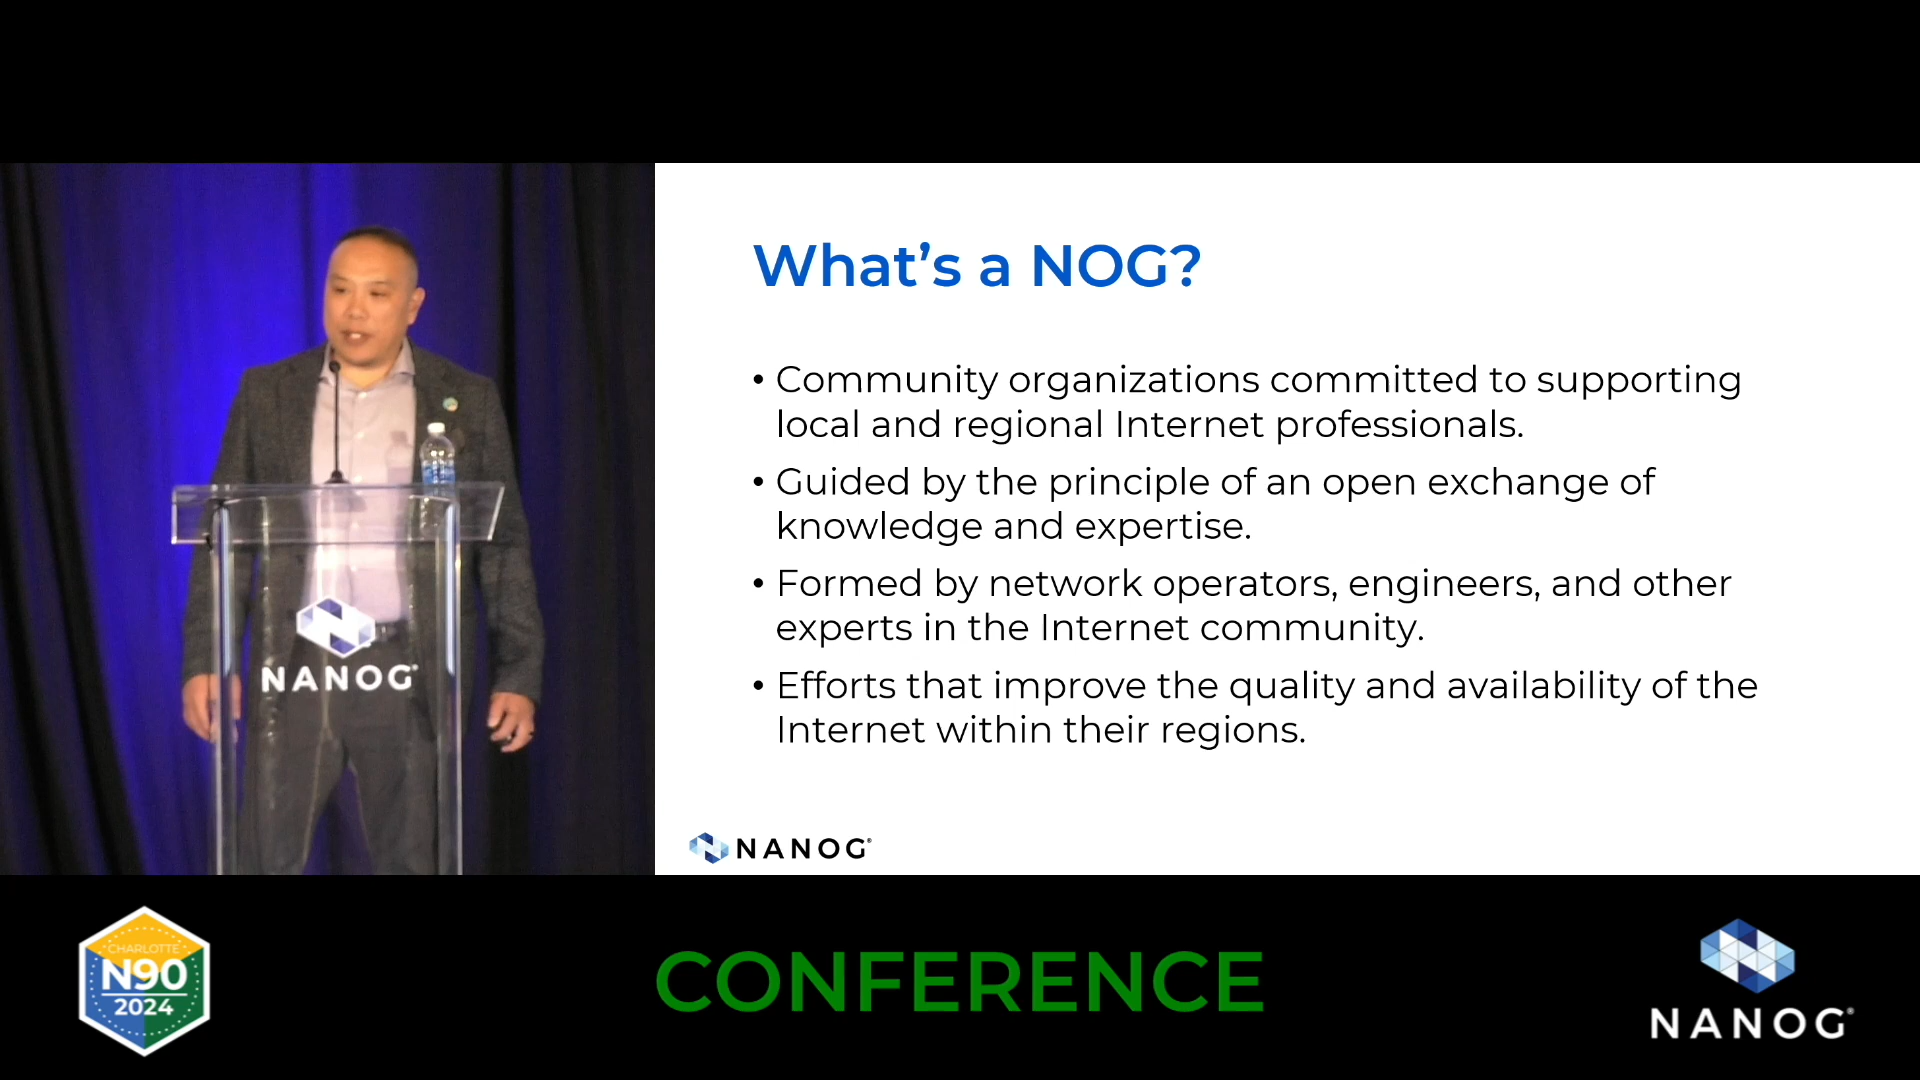 What’s a NOG?
• Community organizations committed to supporting
local and regional Internet professionals.
• Guided by the principle of an open exchange of
knowledge and expertise.
• Formed by network operators, engineers, and other
experts in the Internet community.
• Efforts that improve the quality and availability of the
Internet within their regions.
NANOG®
NANOG®
CHARLOTTE
N90
2024
CONFERENCE
NANOG®